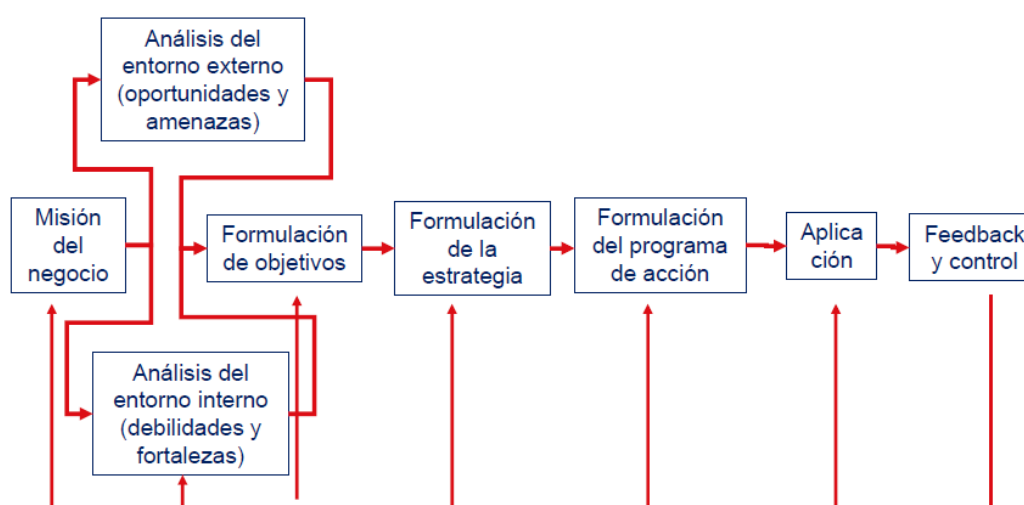 Análisis del
entorno externo
(oportunidades y
amenazas)
Misión
del
negocio
Formulación
de objetivos
Formulación
de la
estrategia
Formulación
del programa
de acción
Aplica
ción
Feedback
y control
Análisis del
entorno interno
(debilidades y
fortalezas)